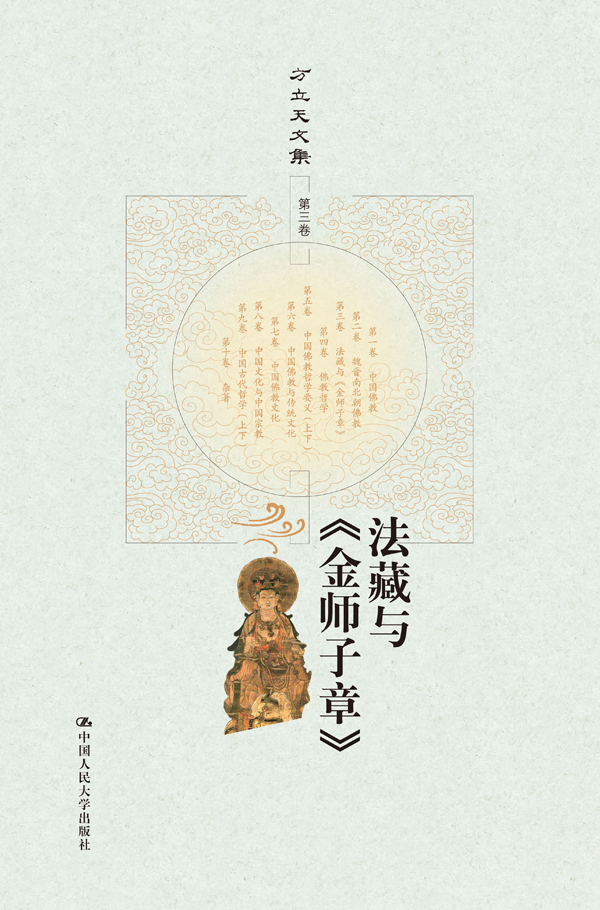 方立天文集
第三卷
第一卷 中国佛教
第二卷 魏晋南北朝佛教
第三卷 法藏与《金师子章》
第四卷 佛教哲学
第五卷 中国佛教哲学要义（上下）
第六卷 中国佛教与传统文化
第七卷 中国佛教文化
第八卷 中国文化与中国宗教
第九卷 中国古代哲学（上下
第十卷 杂著
法藏与
《金师子章》
中国人民大学出版社